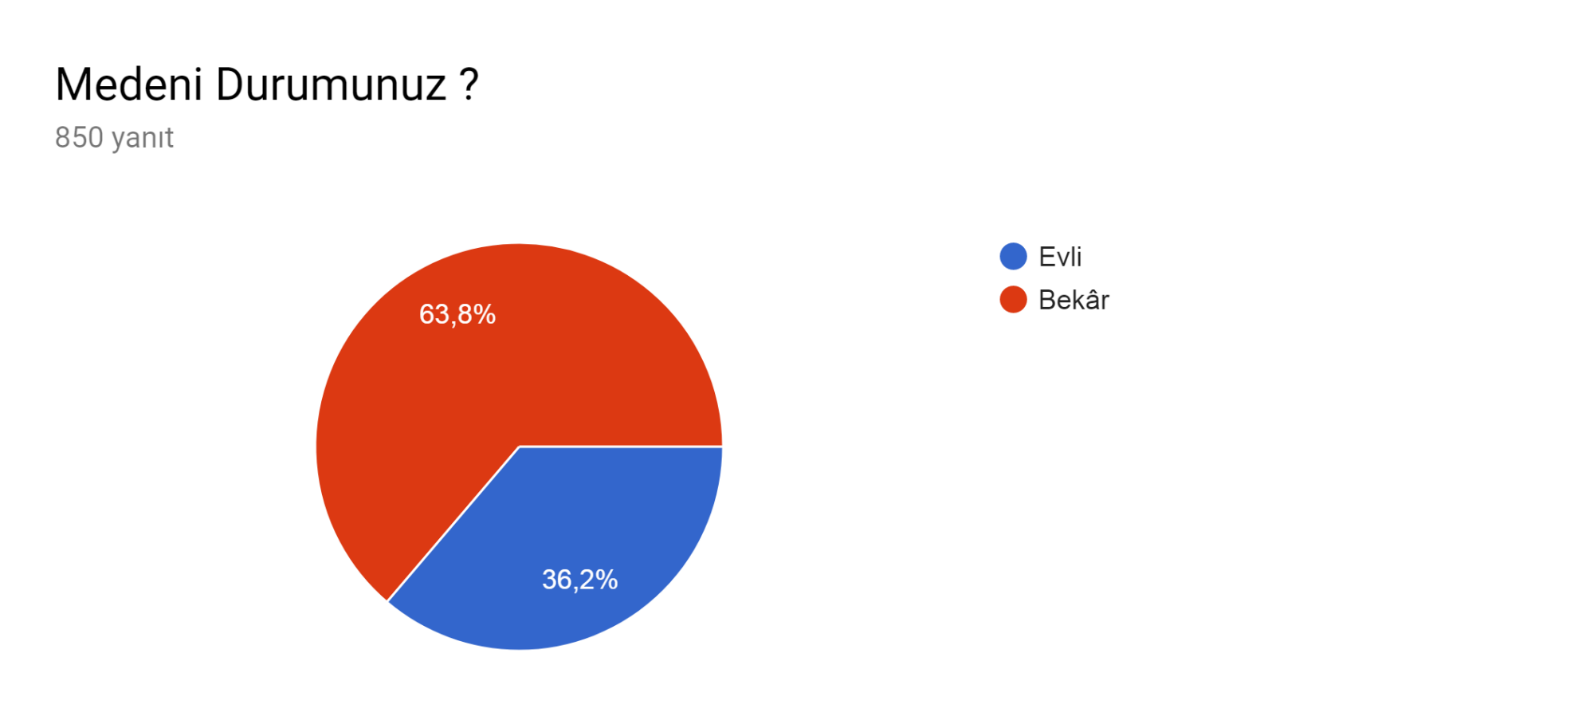 Medeni Durumunuz ?
850 yanıt
Evli
Bekâr
63,8%
36,2%